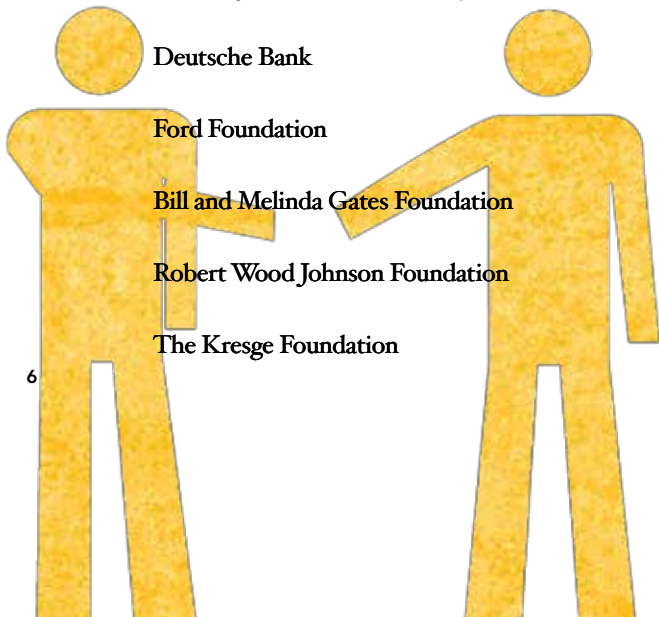 Deutsche Bank
Ford Foundation
Bill and Melinda Gates Foundation
Robert Wood Johnson Foundation
The Kresge Foundation
6